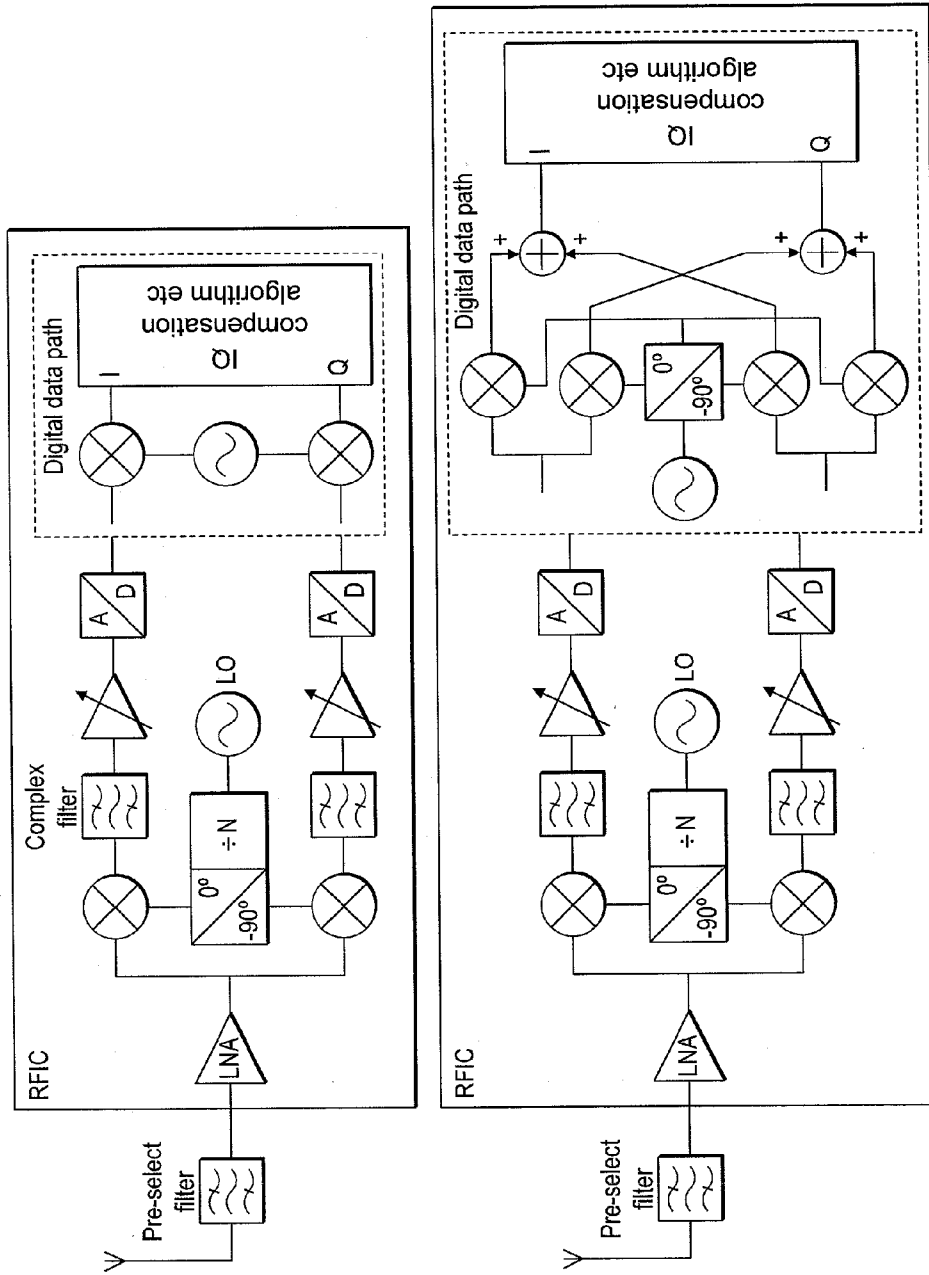 RFIC
Pre-select
filter
LNA
0°
-90°
÷N
LO
Complex
filter
A
D
A
D
Digital data path
I
Q
IQ
compensation
algorithm etc
Pre-select
filter
LNA
0°
-90°
÷N
LO
A
D
A
D
Digital data path
0°
-90°
+
+
+
+
I
Q
IQ
compensation
algorithm etc